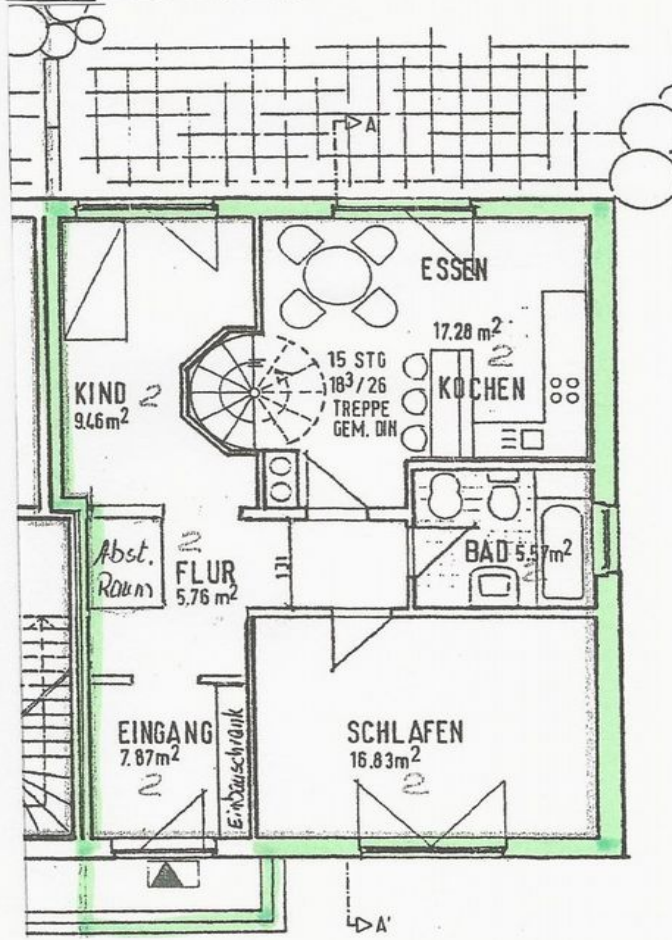 A
ESSEN
17.28 m²
2
KOCHEN
15 STG
18³/26
TREPPE
GEM. DIN
KIND 2
9.46m²
Abst.
Raum
2
FLUR
5.76 m²
121
BAD 5.57m²
2
EINGANG
7.87m²
2
Einbauschrank
SCHLAFEN
16.83m²
2
A'